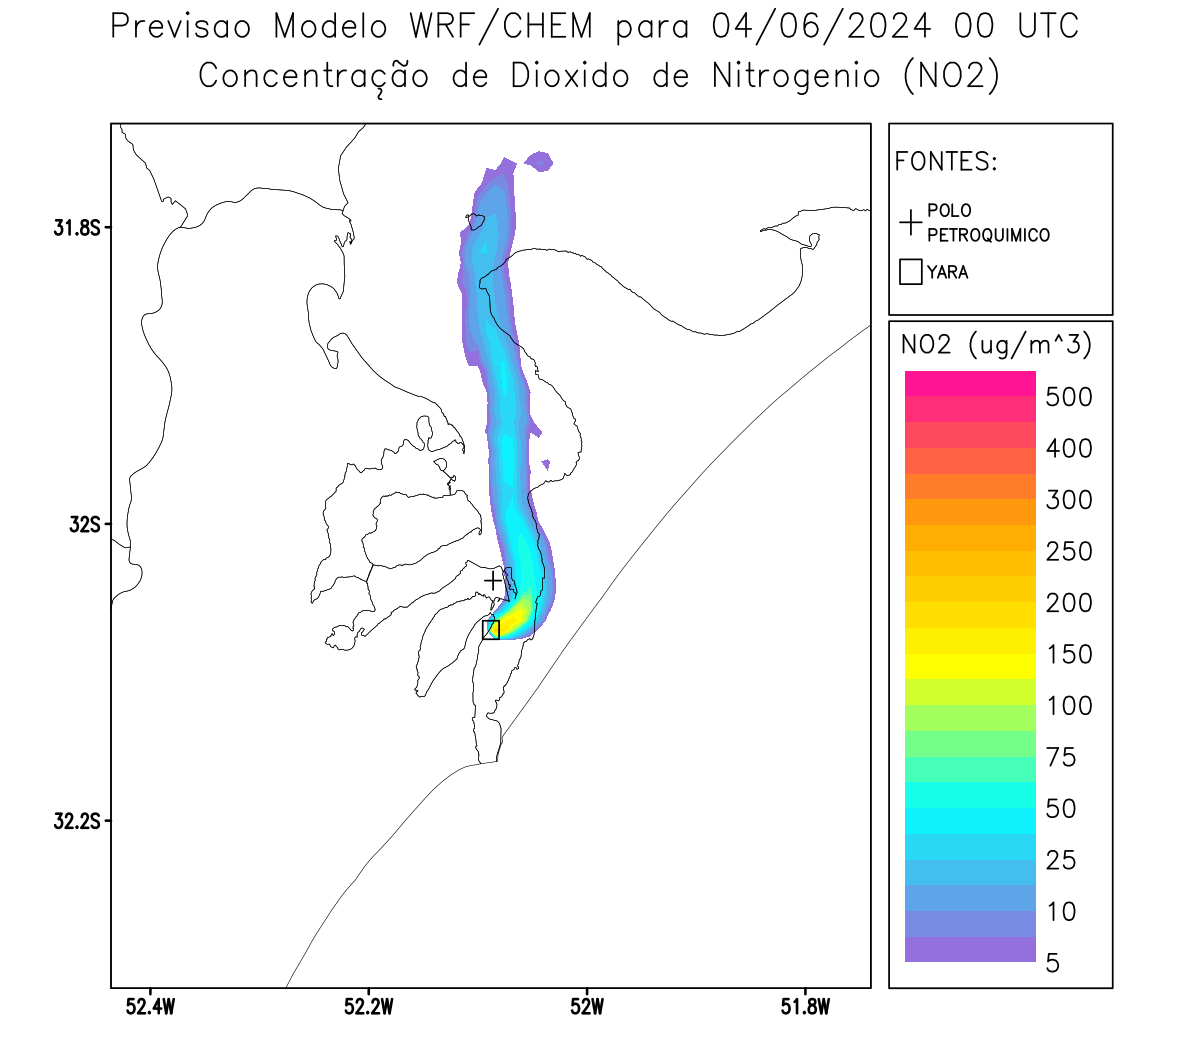 Previsao Modelo WRF/CHEM para 04/06/2024 00 UTC
Concentração de Dioxido de Nitrogenio (NO2)
FONTES:
POLO
PETROQUIMICO
YARA
NO2 (ug/m^3)
500
400
300
250
200
150
100
75
50
25
10
5
31.8S
32S
32.2S
52.4W
52.2W
52W
51.8W